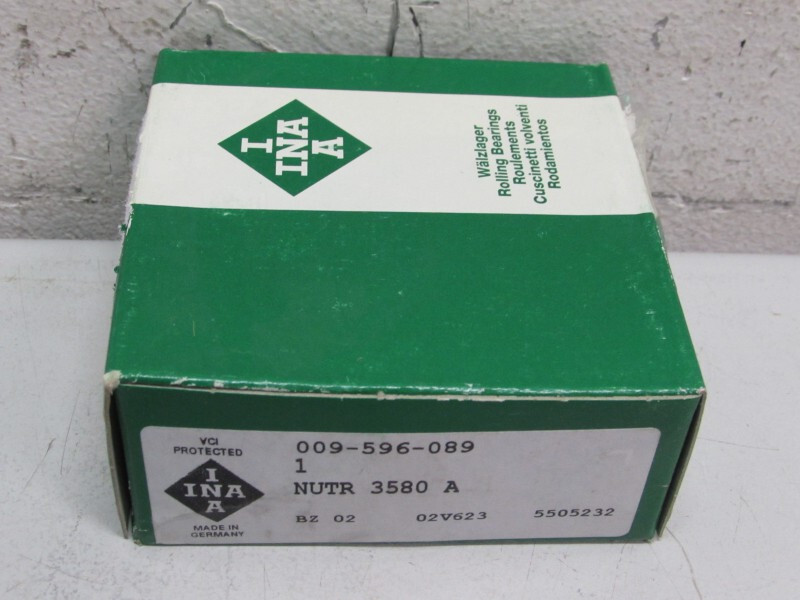 I
INA
A
Wälzlager
Rolling Bearings
Roulements
Cuscinetti volventi
Rodamientos
VCI
PROTECTED
I
INA
A
MADE IN
GERMANY
009-596-089
1
NUTR 3580 A
BZ 02 02V623 5505232